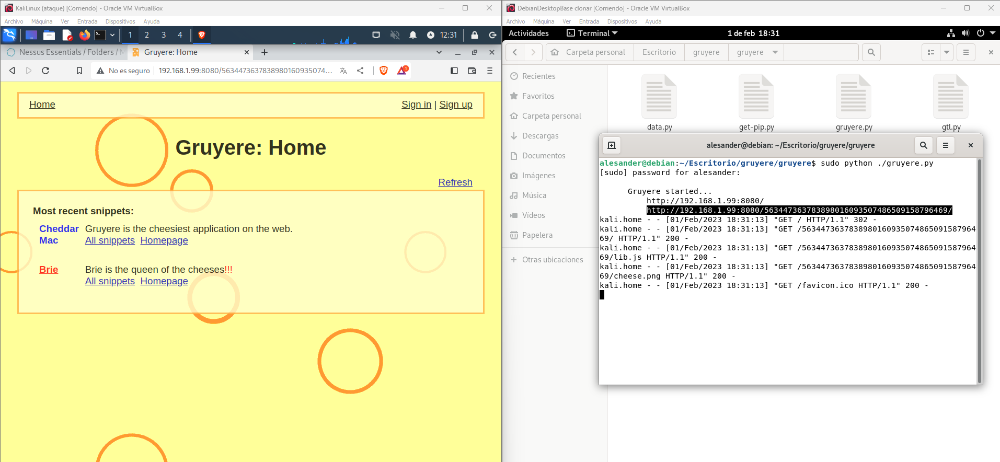 KaliLinux (ataque) [Corriendo] - Oracle VM VirtualBox
Archivo Máquina Ver Entrada Dispositivos Ayuda
1 2 3 4 12:31
Nessus Essentials / Folders / M
Gruyere: Home
No es seguro 192.168.1.99:8080/5634473637838980160935074... 1
Home
Sign in | Sign up
Gruyere: Home
Refresh
Most recent snippets:
Cheddar Gruyere is the cheesiest application on the web.
Mac All snippets Homepage
Brie Brie is the queen of the cheeses!!!
All snippets Homepage
DebianDesktopBase clonar [Corriendo] - Oracle VM VirtualBox
Archivo Máquina Ver Entrada Dispositivos Ayuda
Actividades Terminal 1 de feb 18:31
Carpeta personal Escritorio gruyere gruyere
Recientes
Favoritos
Carpeta personal
Descargas
Documentos
Imágenes
Música
Vídeos
Papelera
Otras ubicaciones
data.py get-pip.py gruyere.py gtl.py
alesander@debian: ~/Escritorio/gruyere/gruyere
alesander@debian:~/Escritorio/gruyere/gruyere$ sudo python ./gruyere.py
[sudo] password for alesander:
Gruyere started...
http://192.168.1.99:8080/
http://192.168.1.99:8080/563447363783898016093507486509158796469/
kali.home - - [01/Feb/2023 18:31:13] "GET / HTTP/1.1" 302 -
kali.home - - [01/Feb/2023 18:31:13] "GET /5634473637838980160935074865091587964
69/ HTTP/1.1" 200 -
kali.home - - [01/Feb/2023 18:31:13] "GET /5634473637838980160935074865091587964
69/lib.js HTTP/1.1" 200 -
kali.home - - [01/Feb/2023 18:31:13] "GET /5634473637838980160935074865091587964
69/cheese.png HTTP/1.1" 200 -
kali.home - - [01/Feb/2023 18:31:13] "GET /favicon.ico HTTP/1.1" 200 -